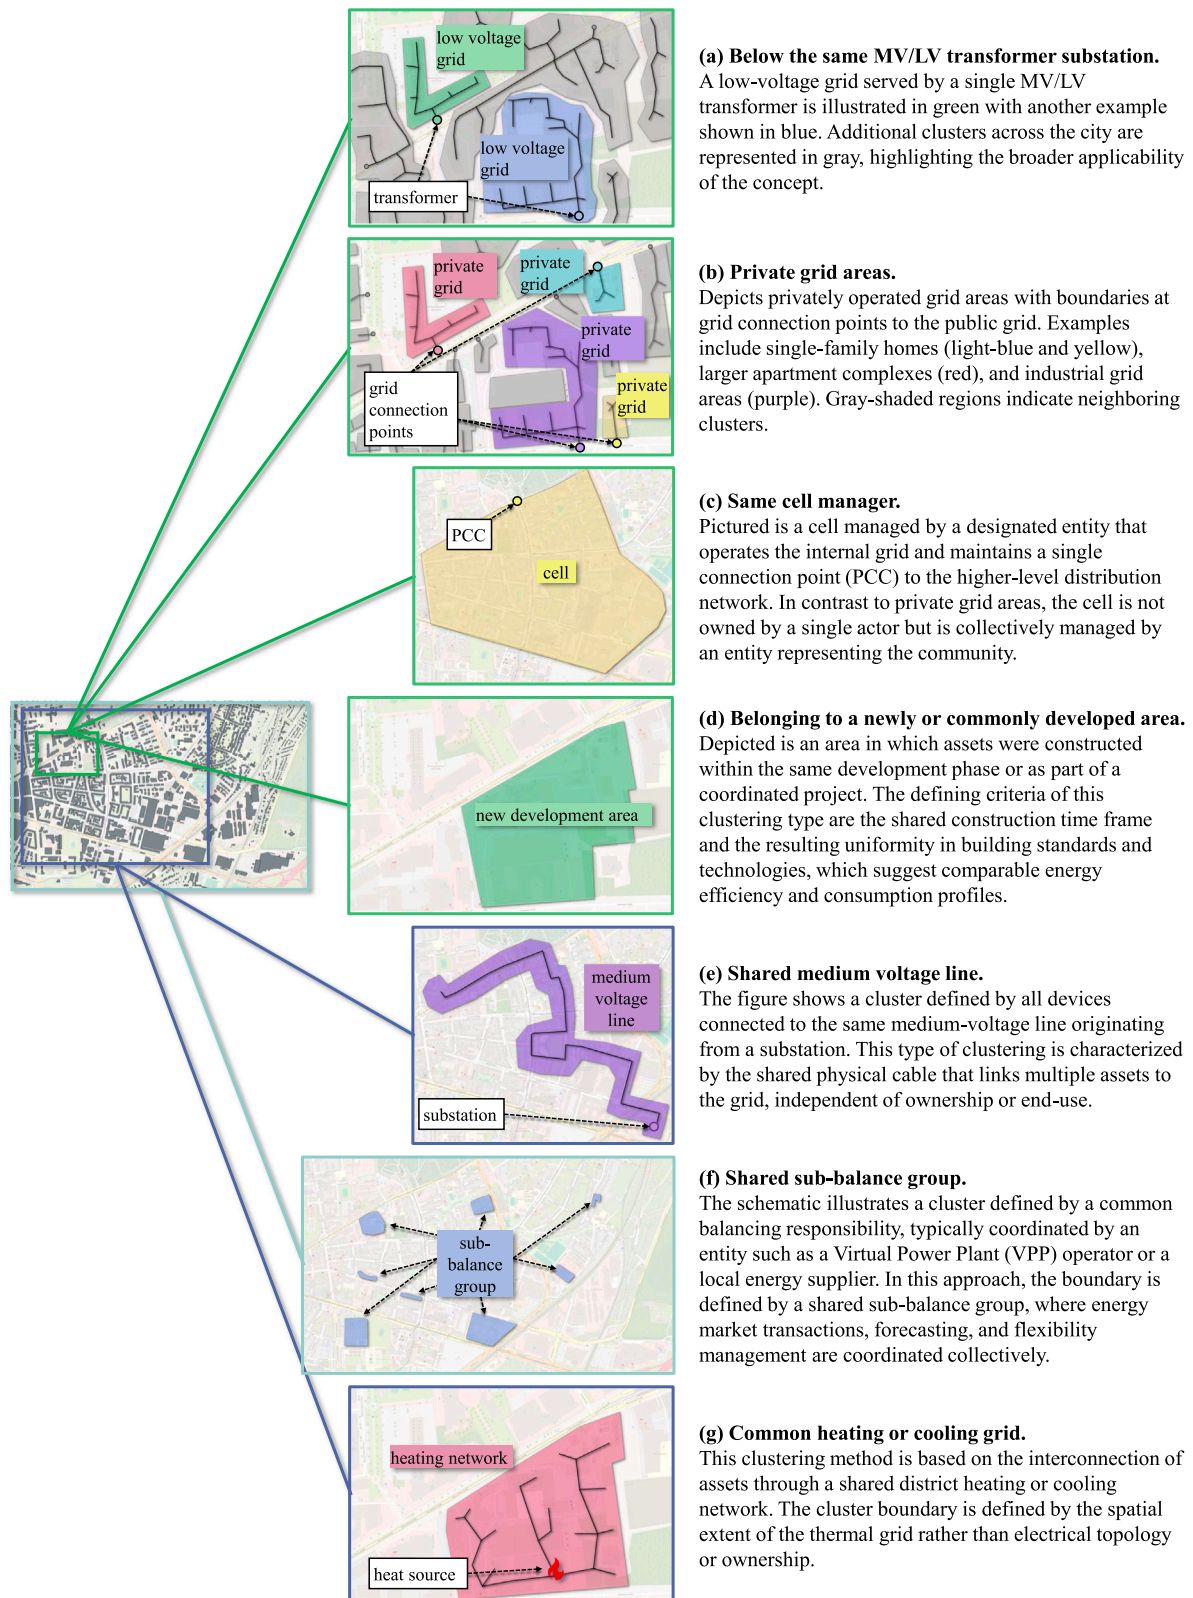 low voltage
grid
low voltage
grid
transformer
(a) Below the same MV/LV transformer substation.
A low-voltage grid served by a single MV/LV
transformer is illustrated in green with another example
shown in blue. Additional clusters across the city are
represented in gray, highlighting the broader applicability
of the concept.
private
grid
private
grid
private
grid
private
grid
grid
connection
points
(b) Private grid areas.
Depicts privately operated grid areas with boundaries at
grid connection points to the public grid. Examples
include single-family homes (light-blue and yellow),
larger apartment complexes (red), and industrial grid
areas (purple). Gray-shaded regions indicate neighboring
clusters.
PCC
cell
(c) Same cell manager.
Pictured is a cell managed by a designated entity that
operates the internal grid and maintains a single
connection point (PCC) to the higher-level distribution
network. In contrast to private grid areas, the cell is not
owned by a single actor but is collectively managed by
an entity representing the community.
new development area
(d) Belonging to a newly or commonly developed area.
Depicted is an area in which assets were constructed
within the same development phase or as part of a
coordinated project. The defining criteria of this
clustering type are the shared construction time frame
and the resulting uniformity in building standards and
technologies, which suggest comparable energy
efficiency and consumption profiles.
medium
voltage
line
substation
(e) Shared medium voltage line.
The figure shows a cluster defined by all devices
connected to the same medium-voltage line originating
from a substation. This type of clustering is characterized
by the shared physical cable that links multiple assets to
the grid, independent of ownership or end-use.
sub-
balance
group
(f) Shared sub-balance group.
The schematic illustrates a cluster defined by a common
balancing responsibility, typically coordinated by an
entity such as a Virtual Power Plant (VPP) operator or a
local energy supplier. In this approach, the boundary is
defined by a shared sub-balance group, where energy
market transactions, forecasting, and flexibility
management are coordinated collectively.
heating network
heat source
(g) Common heating or cooling grid.
This clustering method is based on the interconnection of
assets through a shared district heating or cooling
network. The cluster boundary is defined by the spatial
extent of the thermal grid rather than electrical topology
or ownership.